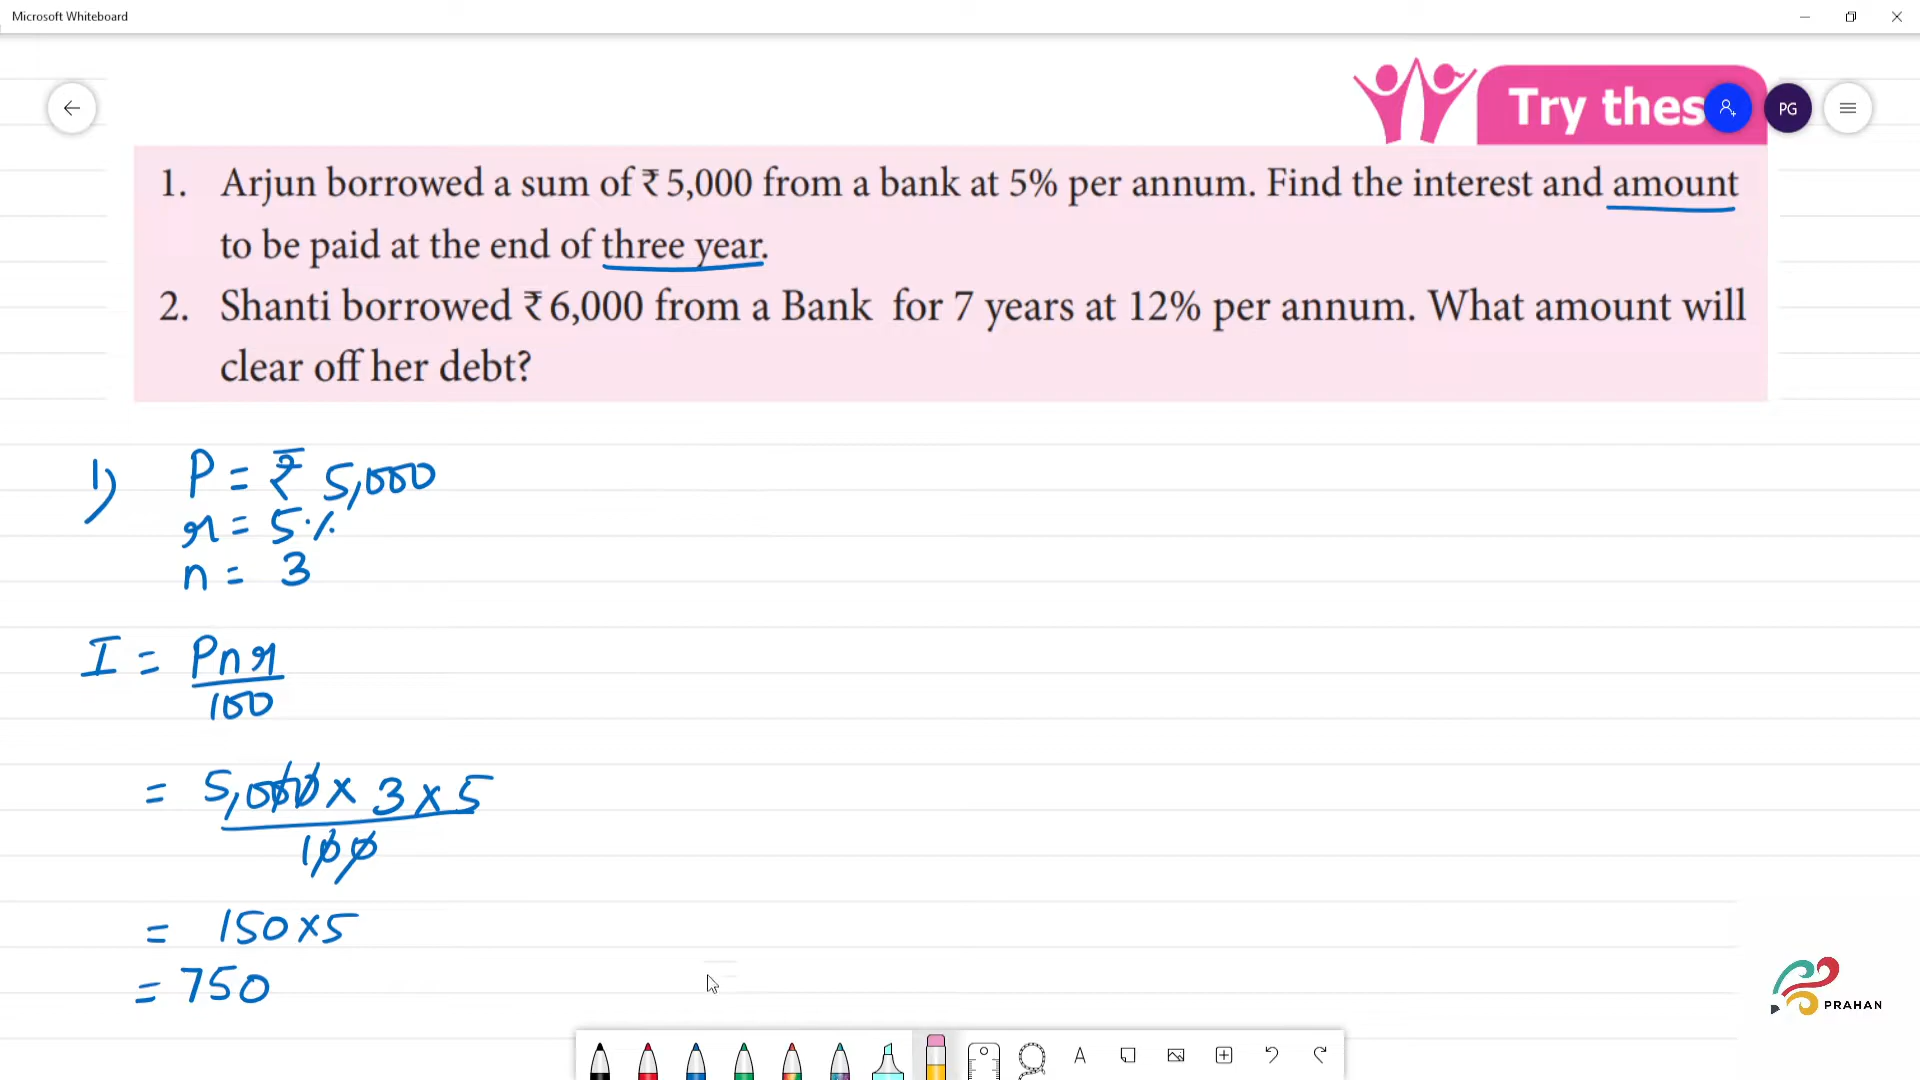 Microsoft Whiteboard
Try thes
PG
1. Arjun borrowed a sum of ₹5,000 from a bank at 5% per annum. Find the interest and amount
to be paid at the end of three year.
2. Shanti borrowed ₹6,000 from a Bank for 7 years at 12% per annum. What amount will
clear off her debt?
1) P = ₹ 5,000
r = 5%
n = 3
I = Pnr
100
= 5,000 × 3 × 5
100
= 150 × 5
= 750
PRAHAN
A